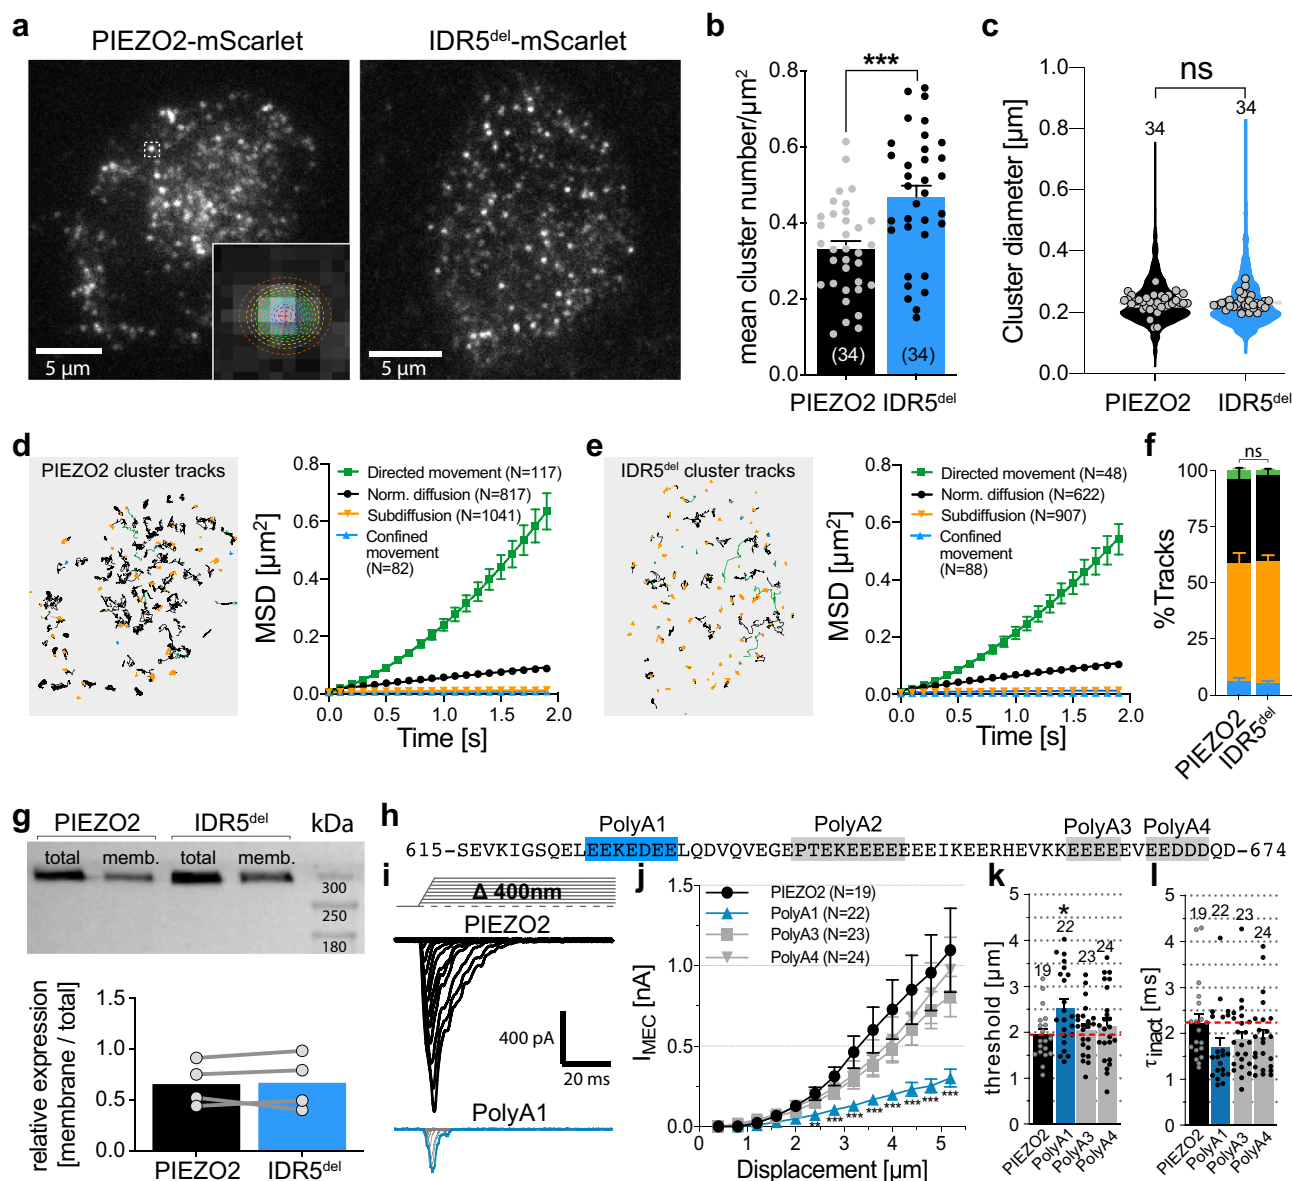 a
PIEZO2-mScarlet
IDR5del-mScarlet
5 µm
5 µm
b
mean cluster number/µm2
0.8
0.6
0.4
0.2
0.0
***
(34)
(34)
PIEZO2
IDR5del
c
Cluster diameter [µm]
1.0
0.8
0.6
0.4
0.2
0.0
ns
34
34
PIEZO2
IDR5del
d
PIEZO2 cluster tracks
MSD [µm2]
0.8
0.6
0.4
0.2
0.0
Directed movement (N=117)
Norm. diffusion (N=817)
Subdiffusion (N=1041)
Confined
movement
(N=82)
0.0 0.5 1.0 1.5 2.0
Time [s]
e
IDR5del cluster tracks
MSD [µm2]
0.8
0.6
0.4
0.2
0.0
Directed movement (N=48)
Norm. diffusion (N=622)
Subdiffusion (N=907)
Confined
movement
(N=88)
0.0 0.5 1.0 1.5 2.0
Time [s]
f
% Tracks
100
75
50
25
0
ns
PIEZO2
IDR5del
g
PIEZO2
IDR5del
kDa
total memb. total memb.
300
250
180
relative expression
[membrane / total]
1.5
1.0
0.5
0.0
PIEZO2
IDR5del
h
PolyA1
PolyA2
PolyA3
PolyA4
615-SEVKIGSQELEEKEDEELQDVQVEGEPTEKEEEEEEEIKEERHEVKKEEEEEVEEDDDQD-674
i
Δ 400nm
PIEZO2
400 pA
20 ms
PolyA1
j
IMEC [nA]
1.5
1.0
0.5
0.0
PIEZO2 (N=19)
PolyA1 (N=22)
PolyA3 (N=23)
PolyA4 (N=24)
** *** *** *** *** *** *** ***
0 1 2 3 4 5
Displacement [µm]
k
threshold [µm]
5
4
3
2
1
0
*
19
22
23
24
PIEZO2
PolyA1
PolyA3
PolyA4
l
τinact [ms]
5
4
3
2
1
0
19
22
23
24
PIEZO2
PolyA1
PolyA3
PolyA4